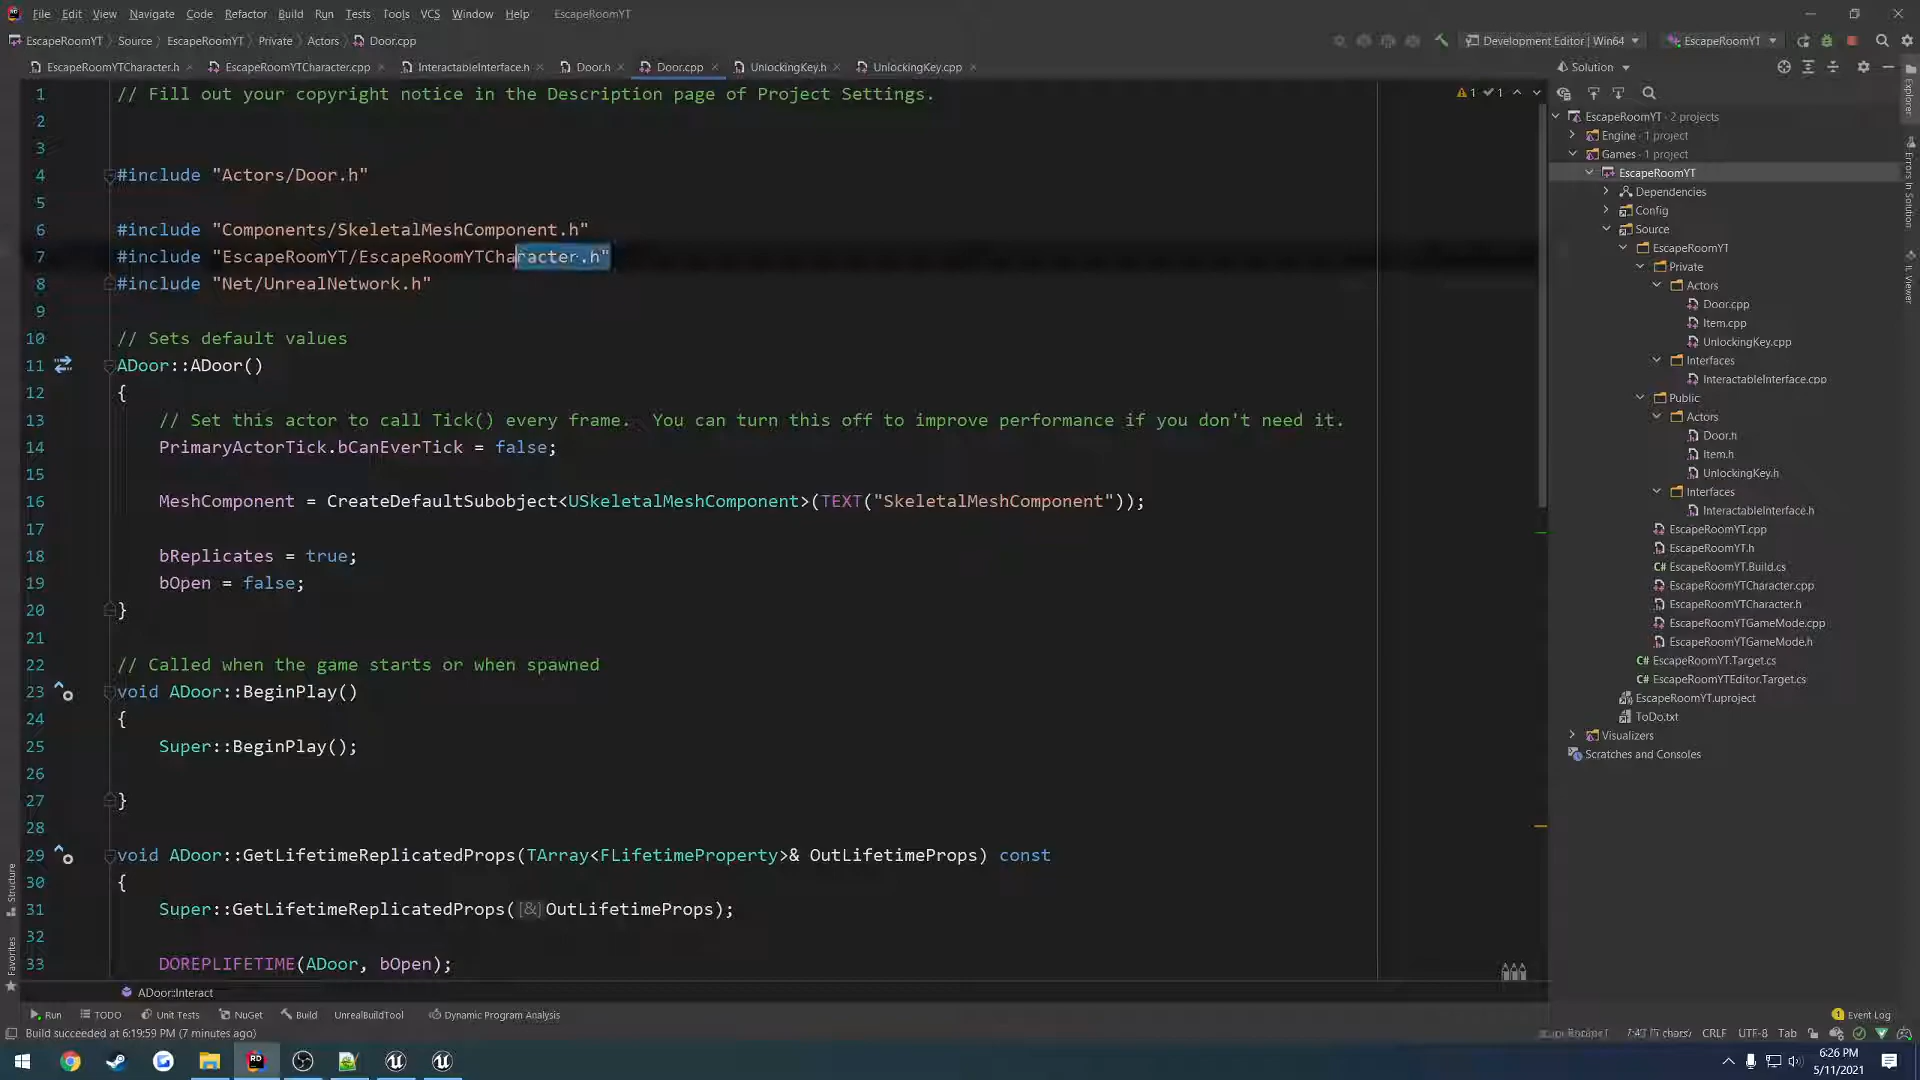 File Edit View Navigate Code Refactor Build Run Tests Tools VCS Window Help EscapeRoomYT
EscapeRoomYT Source EscapeRoomYT Private Actors Door.cpp
Development Editor | Win64 EscapeRoomYT
EscapeRoomYTCharacter.h EscapeRoomYTCharacter.cpp InteractableInterface.h Door.h Door.cpp UnlockingKey.h UnlockingKey.cpp
Solution
1 // Fill out your copyright notice in the Description page of Project Settings.
2
3
4 #include "Actors/Door.h"
5
6 #include "Components/SkeletalMeshComponent.h"
7 #include "EscapeRoomYT/EscapeRoomYTCharacter.h"
8 #include "Net/UnrealNetwork.h"
9
10 // Sets default values
11 ADoor::ADoor()
12 {
13 // Set this actor to call Tick() every frame.  You can turn this off to improve performance if you don't need it.
14 PrimaryActorTick.bCanEverTick = false;
15
16 MeshComponent = CreateDefaultSubobject<USkeletalMeshComponent>(TEXT("SkeletalMeshComponent"));
17
18 bReplicates = true;
19 bOpen = false;
20 }
21
22 // Called when the game starts or when spawned
23 void ADoor::BeginPlay()
24 {
25 Super::BeginPlay();
26
27 }
28
29 void ADoor::GetLifetimeReplicatedProps(TArray<FLifetimeProperty>& OutLifetimeProps) const
30 {
31 Super::GetLifetimeReplicatedProps([&]OutLifetimeProps);
32
33 DOREPLIFETIME(ADoor, bOpen);
1 1
EscapeRoomYT · 2 projects
Engine · 1 project
Games · 1 project
EscapeRoomYT
Dependencies
Config
Source
EscapeRoomYT
Private
Actors
Door.cpp
Item.cpp
UnlockingKey.cpp
Interfaces
InteractableInterface.cpp
Public
Actors
Door.h
Item.h
UnlockingKey.h
Interfaces
InteractableInterface.h
EscapeRoomYT.cpp
EscapeRoomYT.h
C# EscapeRoomYT.Build.cs
EscapeRoomYTCharacter.cpp
EscapeRoomYTCharacter.h
EscapeRoomYTGameMode.cpp
EscapeRoomYTGameMode.h
C# EscapeRoomYT.Target.cs
C# EscapeRoomYTEditor.Target.cs
EscapeRoomYT.uproject
ToDo.txt
Visualizers
Scratches and Consoles
Explorer
Errors In Solution
IL Viewer
Structure
Favorites
ADoor::Interact
Run TODO Unit Tests NuGet Build UnrealBuildTool Dynamic Program Analysis
1 Event Log
Build succeeded at 6:19:59 PM (7 minutes ago)
CRLF UTF-8 Tab
RD
6:26 PM
5/11/2021